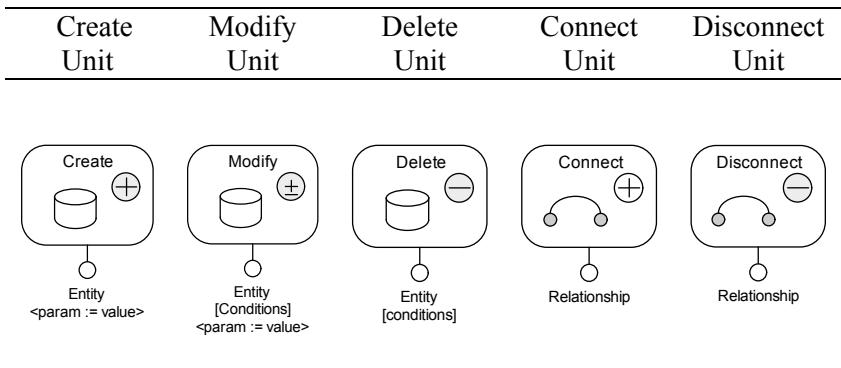 Create Modify Delete Connect Disconnect
Unit Unit Unit Unit Unit
Create Modify Delete Connect Disconnect
Entity
<param := value>
Entity
[Conditions]
<param := value>
Entity
[conditions]
Relationship
Relationship